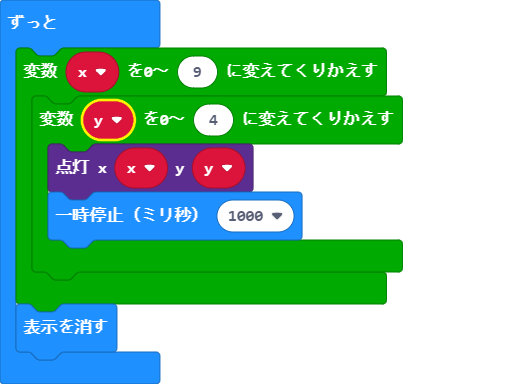 ずっと
変数 x を0～ 9 に変えてくりかえす
変数 y を0～ 4 に変えてくりかえす
点灯 x x y y
一時停止（ミリ秒） 1000
表示を消す